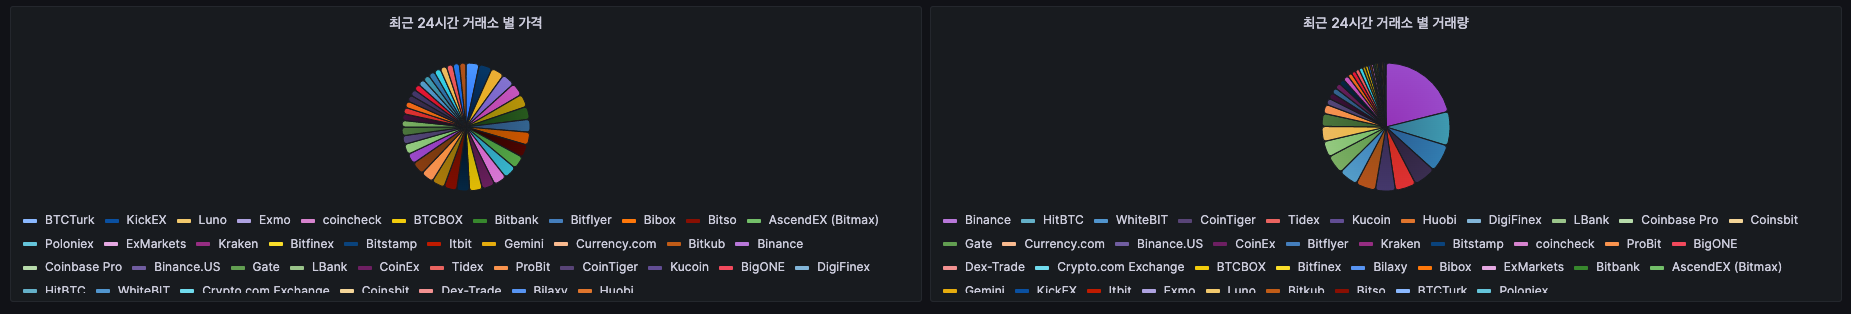 최근 24시간 거래소 별 가격
BTCTurk KickEX Luno Exmo coincheck BTCBOX Bitbank Bitflyer Bibox Bitso AscendEX (Bitmax)
Poloniex ExMarkets Kraken Bitfinex Bitstamp Itbit Gemini Currency.com Bitkub Binance
Coinbase Pro Binance.US Gate LBank CoinEx Tidex ProBit CoinTiger Kucoin BigONE DigiFinex
HitBTC WhiteBIT Crypto.com Exchange Coinsbit Dex-Trade Bilaxy Huobi
최근 24시간 거래소 별 거래량
Binance HitBTC WhiteBIT CoinTiger Tidex Kucoin Huobi DigiFinex LBank Coinbase Pro Coinsbit
Gate Currency.com Binance.US CoinEx Bitflyer Kraken Bitstamp coincheck ProBit BigONE
Dex-Trade Crypto.com Exchange BTCBOX Bitfinex Bilaxy Bibox ExMarkets Bitbank AscendEX (Bitmax)
Gemini KickEX Itbit Exmo Luno Bitkub Bitso BTCTurk Poloniex